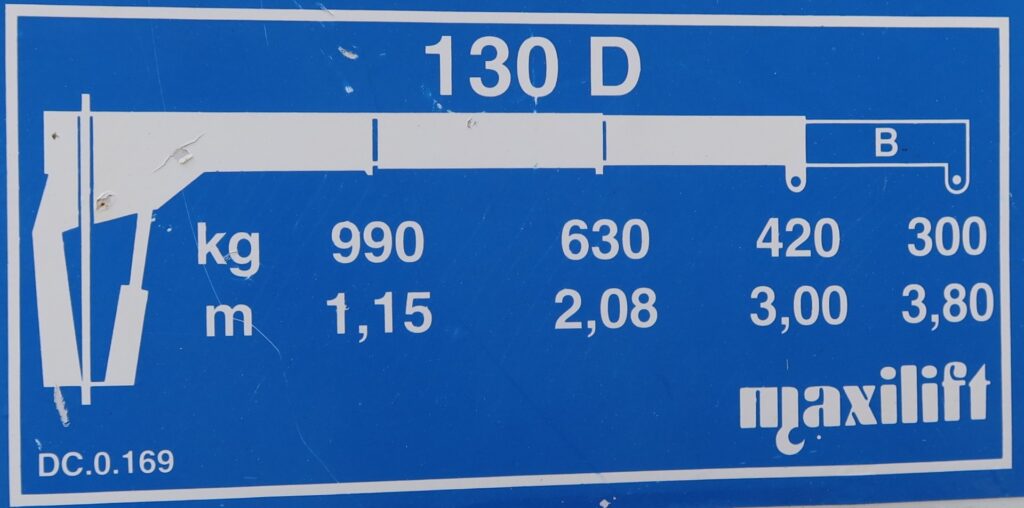 130 D
B
kg 990 630 420 300
m 1,15 2,08 3,00 3,80
maxilift
DC.0.169